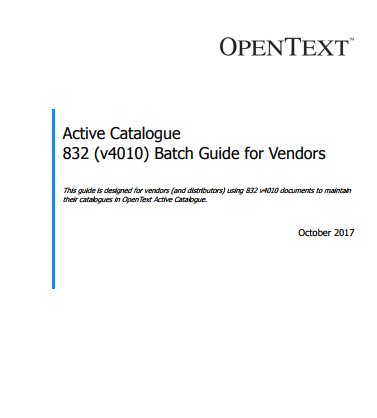 OPENTEXT™
Active Catalogue
832 (v4010) Batch Guide for Vendors
This guide is designed for vendors (and distributors) using 832 v4010 documents to maintain
their catalogues in OpenText Active Catalogue.
October 2017